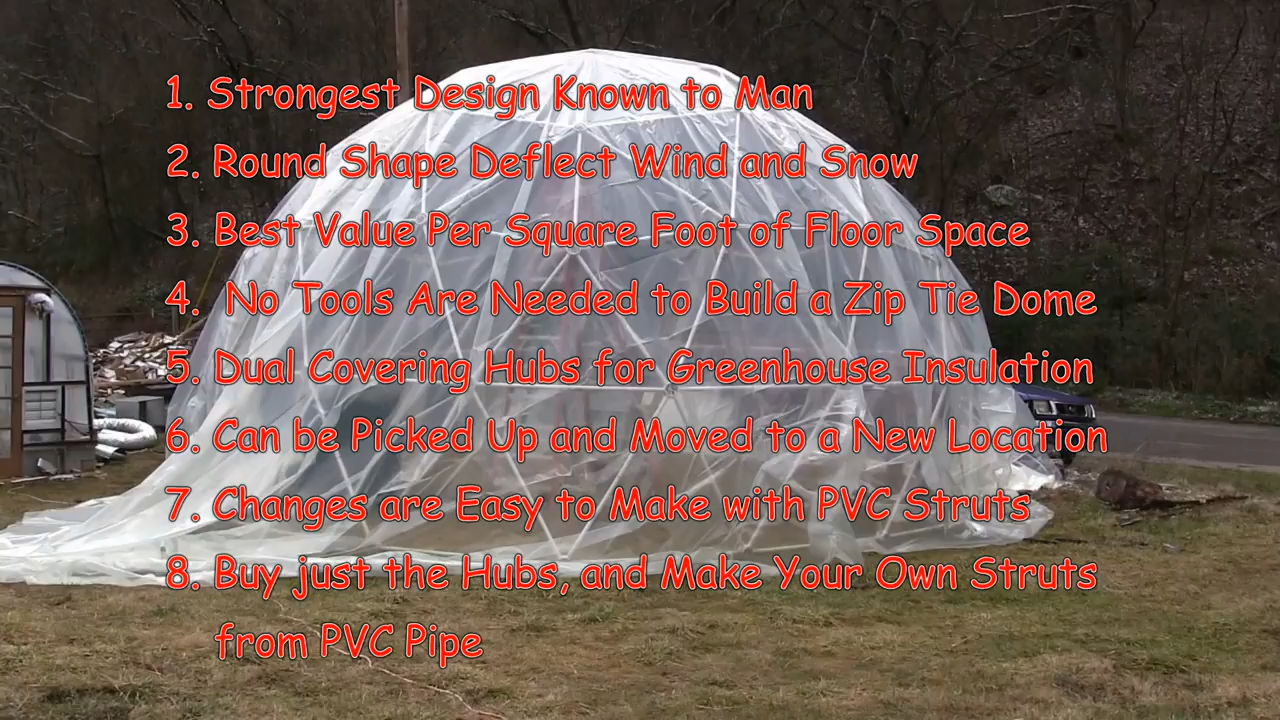 1. Strongest Design Known to Man
2. Round Shape Deflect Wind and Snow
3. Best Value Per Square Foot of Floor Space
4. No Tools Are Needed to Build a Zip Tie Dome
5. Dual Covering Hubs for Greenhouse Insulation
6. Can be Picked Up and Moved to a New Location
7. Changes are Easy to Make with PVC Struts
8. Buy just the Hubs, and Make Your Own Struts
from PVC Pipe